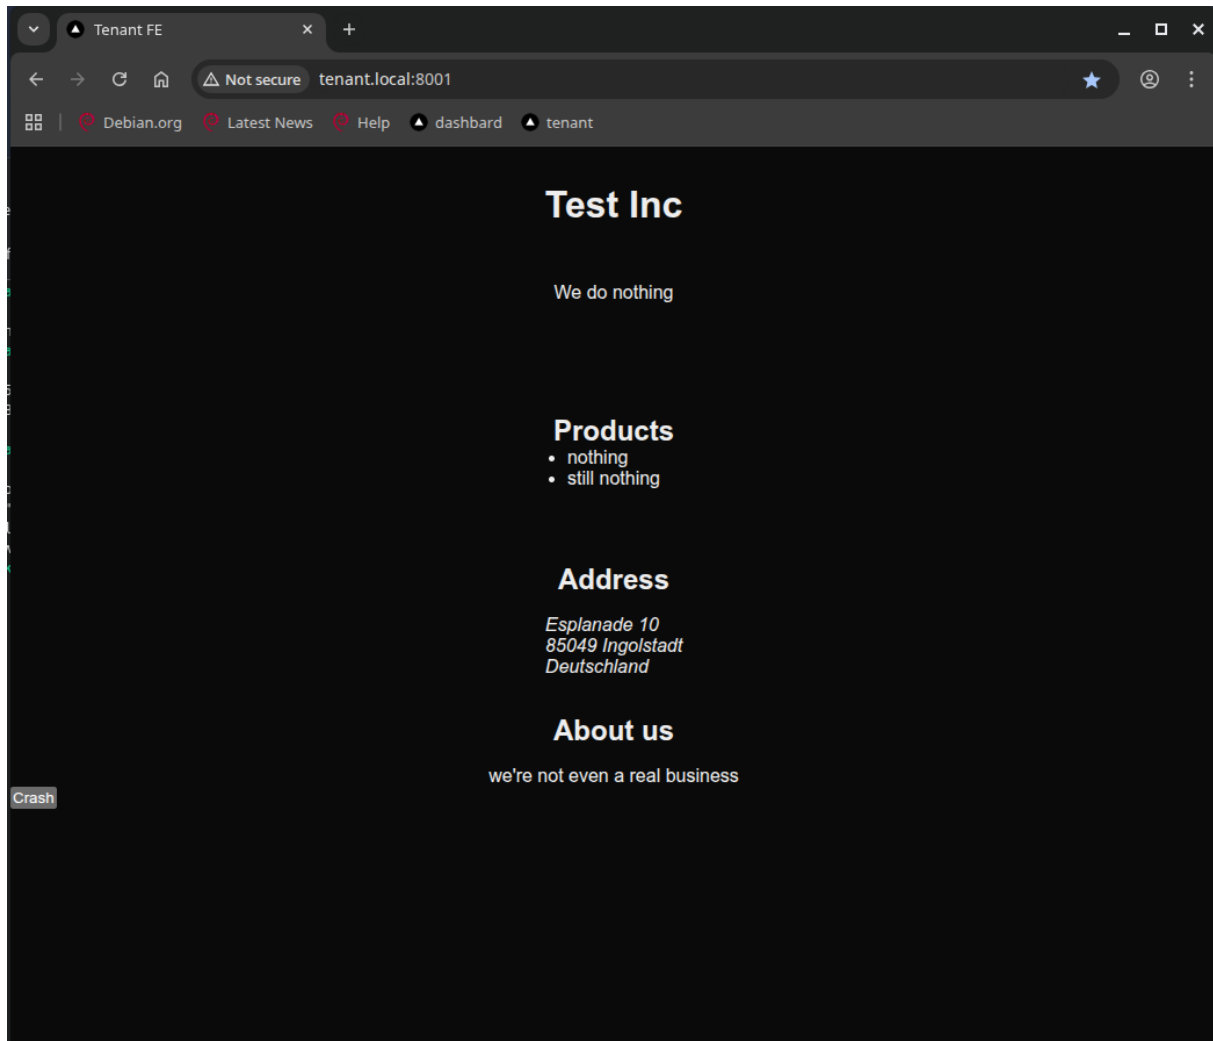 Tenant FE
Not secure tenant.local:8001
Debian.org Latest News Help dashbard tenant
Test Inc
We do nothing
Products
• nothing
• still nothing
Address
Esplanade 10
85049 Ingolstadt
Deutschland
About us
we're not even a real business
Crash